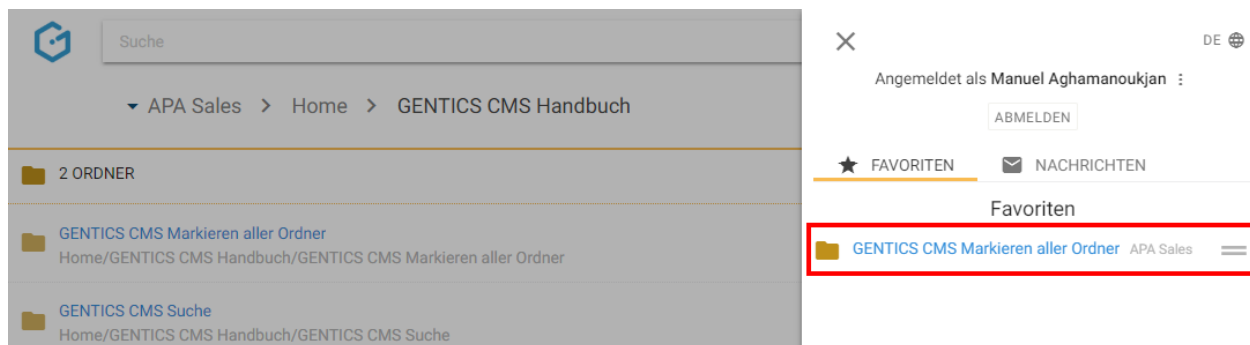 Suche
APA Sales > Home > GENTICS CMS Handbuch
2 ORDNER
GENTICS CMS Markieren aller Ordner
Home/GENTICS CMS Handbuch/GENTICS CMS Markieren aller Ordner
GENTICS CMS Suche
Home/GENTICS CMS Handbuch/GENTICS CMS Suche
DE
Angemeldet als Manuel Aghamanoukjan
ABMELDEN
FAVORITEN NACHRICHTEN
Favoriten
GENTICS CMS Markieren aller Ordner APA Sales